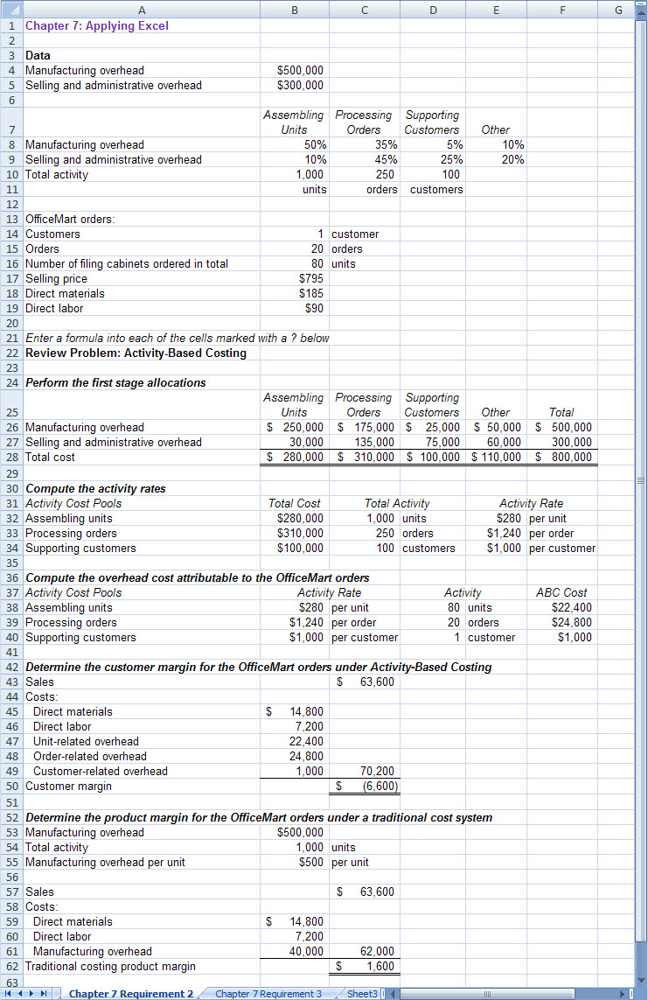 A B C D E F G
1 Chapter 7: Applying Excel
2
3 Data
4 Manufacturing overhead $500,000
5 Selling and administrative overhead $300,000
6
Assembling Processing Supporting
7 Units Orders Customers Other
8 Manufacturing overhead 50% 35% 5% 10%
9 Selling and administrative overhead 10% 45% 25% 20%
10 Total activity 1,000 250 100
11 units orders customers
12
13 OfficeMart orders:
14 Customers 1 customer
15 Orders 20 orders
16 Number of filing cabinets ordered in total 80 units
17 Selling price $795
18 Direct materials $185
19 Direct labor $90
20
21 Enter a formula into each of the cells marked with a ? below
22 Review Problem: Activity-Based Costing
23
24 Perform the first stage allocations
Assembling Processing Supporting
25 Units Orders Customers Other Total
26 Manufacturing overhead $ 250,000 $ 175,000 $ 25,000 $ 50,000 $ 500,000
27 Selling and administrative overhead 30,000 135,000 75,000 60,000 300,000
28 Total cost $ 280,000 $ 310,000 $ 100,000 $ 110,000 $ 800,000
29
30 Compute the activity rates
31 Activity Cost Pools Total Cost Total Activity Activity Rate
32 Assembling units $280,000 1,000 units $280 per unit
33 Processing orders $310,000 250 orders $1,240 per order
34 Supporting customers $100,000 100 customers $1,000 per customer
35
36 Compute the overhead cost attributable to the OfficeMart orders
37 Activity Cost Pools Activity Rate Activity ABC Cost
38 Assembling units $280 per unit 80 units $22,400
39 Processing orders $1,240 per order 20 orders $24,800
40 Supporting customers $1,000 per customer 1 customer $1,000
41
42 Determine the customer margin for the OfficeMart orders under Activity-Based Costing
43 Sales $ 63,600
44 Costs:
45 Direct materials $ 14,800
46 Direct labor 7,200
47 Unit-related overhead 22,400
48 Order-related overhead 24,800
49 Customer-related overhead 1,000 70,200
50 Customer margin $ (6,600)
51
52 Determine the product margin for the OfficeMart orders under a traditional cost system
53 Manufacturing overhead $500,000
54 Total activity 1,000 units
55 Manufacturing overhead per unit $500 per unit
56
57 Sales $ 63,600
58 Costs:
59 Direct materials $ 14,800
60 Direct labor 7,200
61 Manufacturing overhead 40,000 62,000
62 Traditional costing product margin $ 1,600
63
Chapter 7 Requirement 2 Chapter 7 Requirement 3 Sheet3